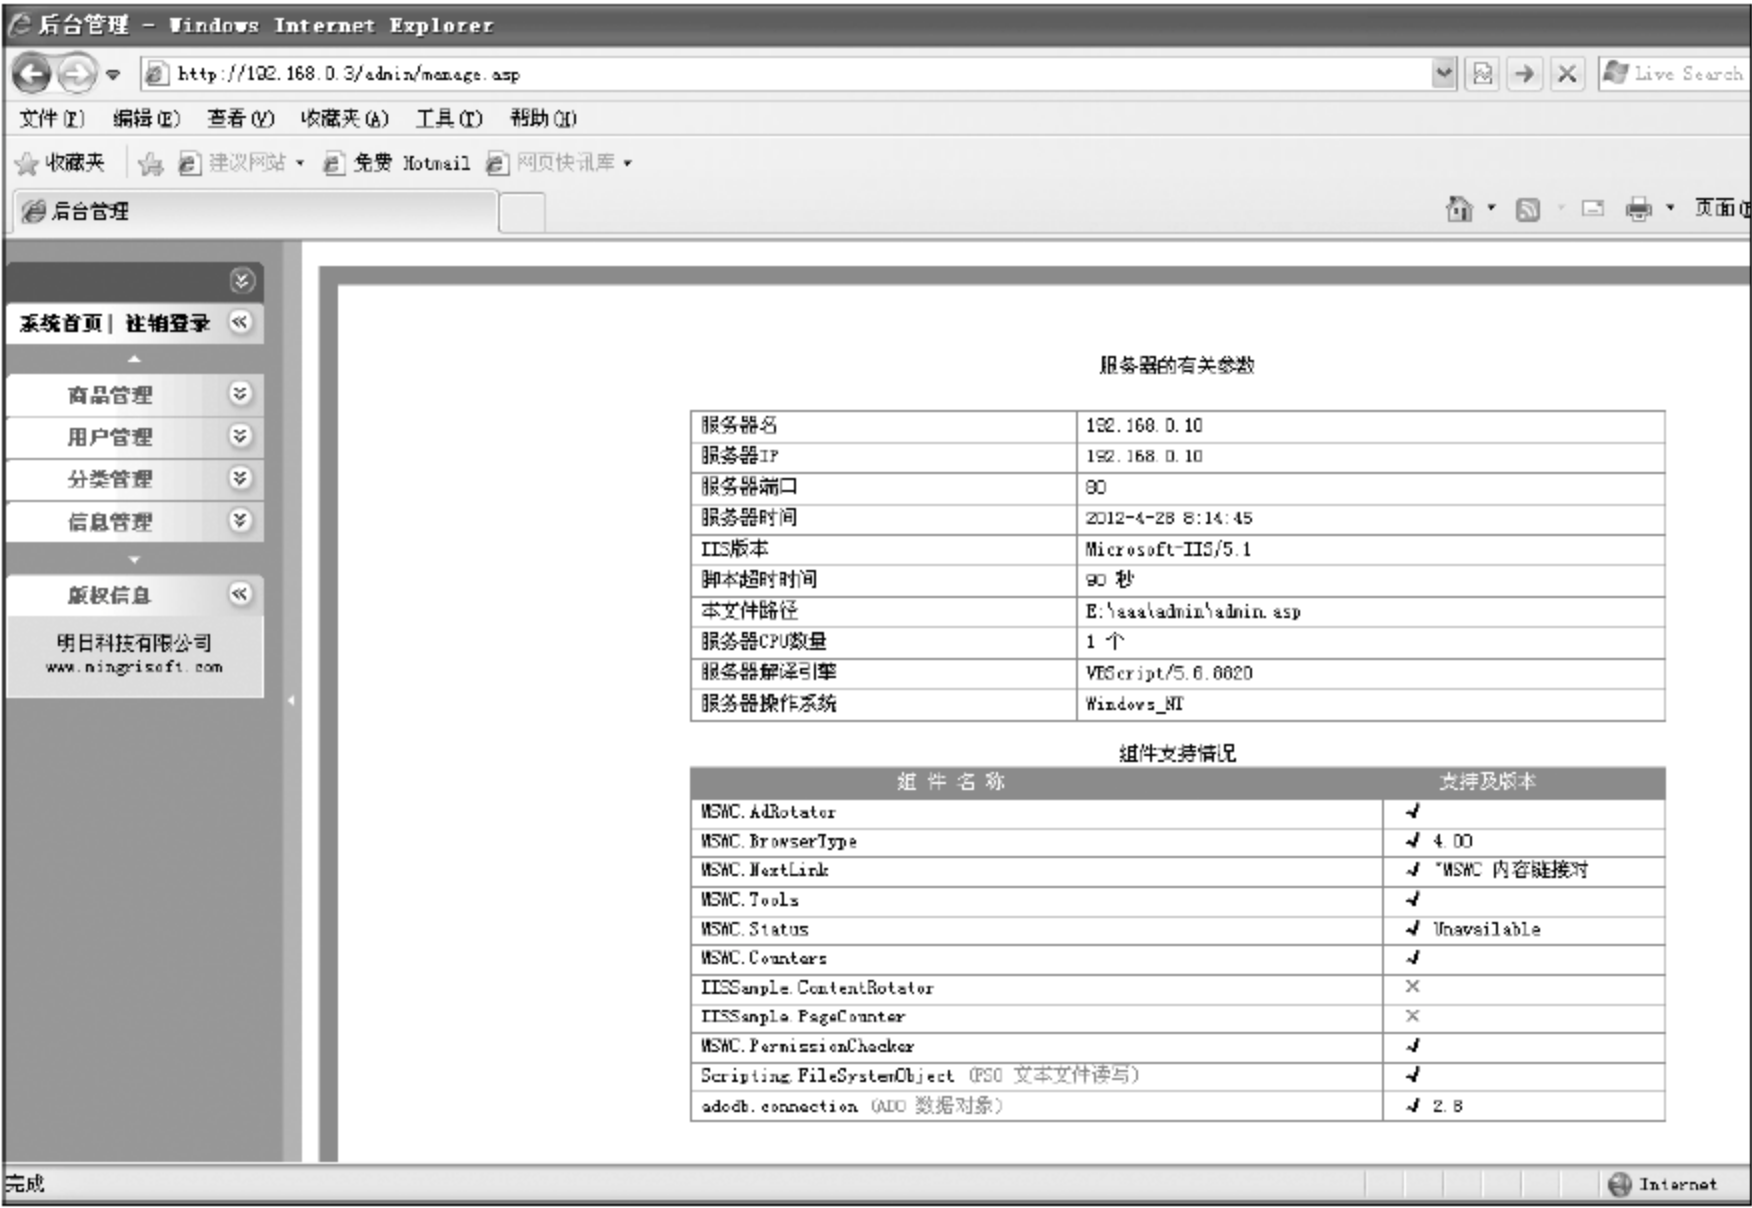 后台管理 - Windows Internet Explorer
http://192.168.0.3/admin/manage.asp
Live Search
文件(F) 编辑(E) 查看(V) 收藏夹(A) 工具(T) 帮助(H)
收藏夹 建议网站 免费 Hotmail 网页快讯库
后台管理
页面(P
系统首页| 注销登录
商品管理
用户管理
分类管理
信息管理
版权信息
明日科技有限公司
www.mingrisoft.com
服务器的有关参数
服务器名 192.168.0.10
服务器IP 192.168.0.10
服务器端口 80
服务器时间 2012-4-28 8:14:45
IIS版本 Microsoft-IIS/5.1
脚本超时时间 90 秒
本文件路径 E:\aaa\admin\admin.asp
服务器CPU数量 1 个
服务器解译引擎 VBScript/5.6.8820
服务器操作系统 Windows_NT
组件支持情况
组 件 名 称 支持及版本
MSWC.AdRotator √
MSWC.BrowserType √ 4.00
MSWC.NextLink √ "MSWC 内容链接对
MSWC.Tools √
MSWC.Status √ Unavailable
MSWC.Counters √
IISSample.ContentRotator ×
IISSample.PageCounter ×
MSWC.PermissionChecker √
Scripting.FileSystemObject (FSO 文本文件读写) √
adodb.connection (ADO 数据对象) √ 2.8
完成
Internet